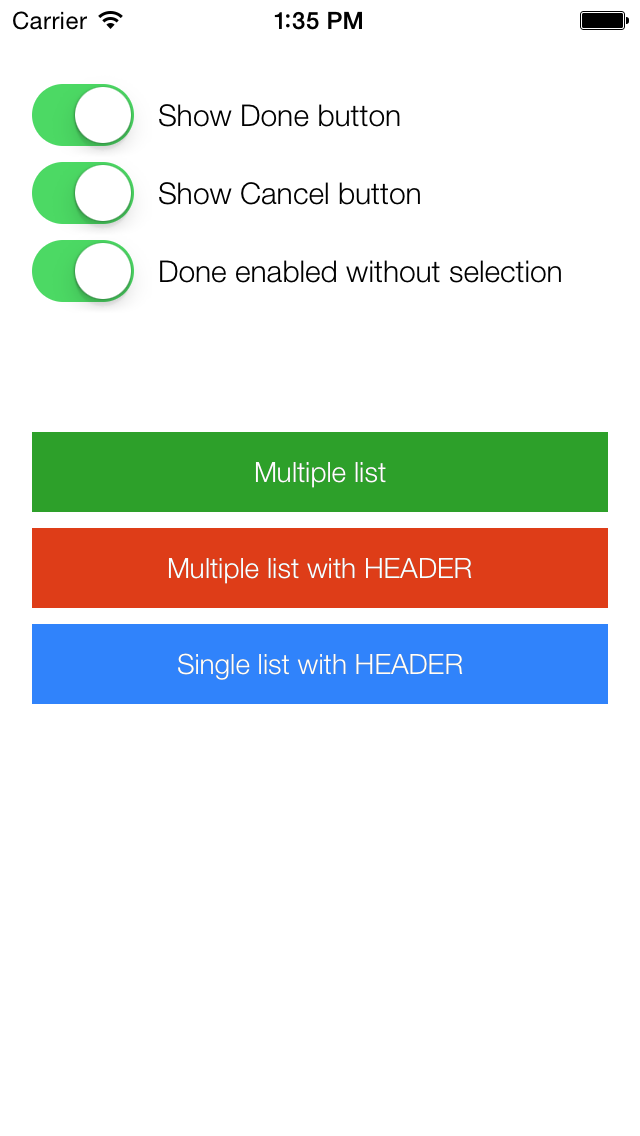 Carrier 1:35 PM
Show Done button
Show Cancel button
Done enabled without selection
Multiple list
Multiple list with HEADER
Single list with HEADER